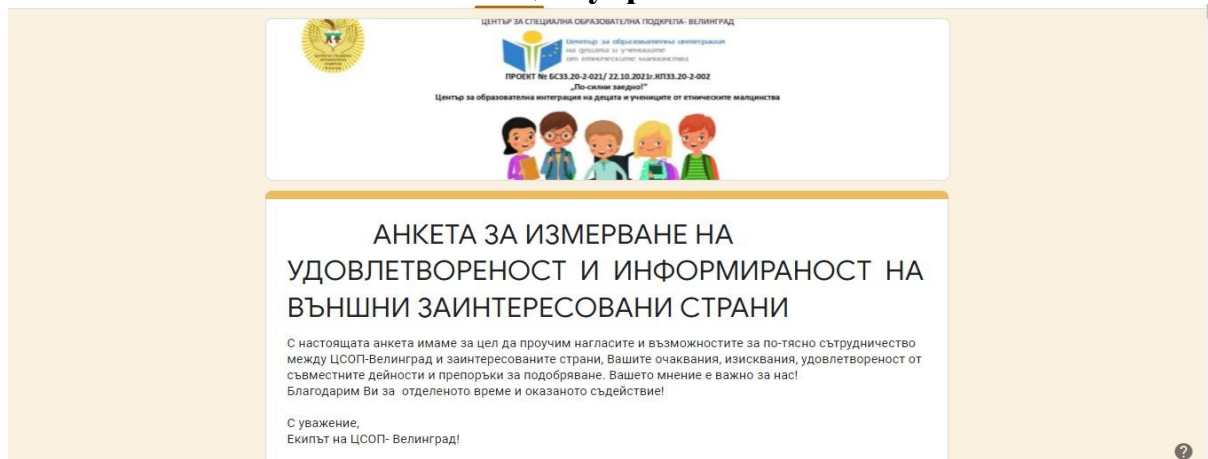 ЦЕНТЪР ЗА СПЕЦИАЛНА ОБРАЗОВАТЕЛНА ПОДКРЕПА- ВЕЛИНГРАД
Център за образователна интеграция
на децата и учениците
от етническите малцинства
ПРОЕКТ № БС33.20-2-021/ 22.10.2021г.КП33.20-2-002
„По-силни заедно!"
Център за образователна интеграция на децата и учениците от етническите малцинства
АНКЕТА ЗА ИЗМЕРВАНЕ НА
УДОВЛЕТВОРЕНОСТ И ИНФОРМИРАНОСТ НА
ВЪНШНИ ЗАИНТЕРЕСОВАНИ СТРАНИ
С настоящата анкета имаме за цел да проучим нагласите и възможностите за по-тясно сътрудничество
между ЦСОП-Велинград и заинтересованите страни, Вашите очаквания, изисквания, удовлетвореност от
съвместните дейности и препоръки за подобряване. Вашето мнение е важно за нас!
Благодарим Ви за отделеното време и оказаното съдействие!
С уважение,
Екипът на ЦСОП- Велинград!